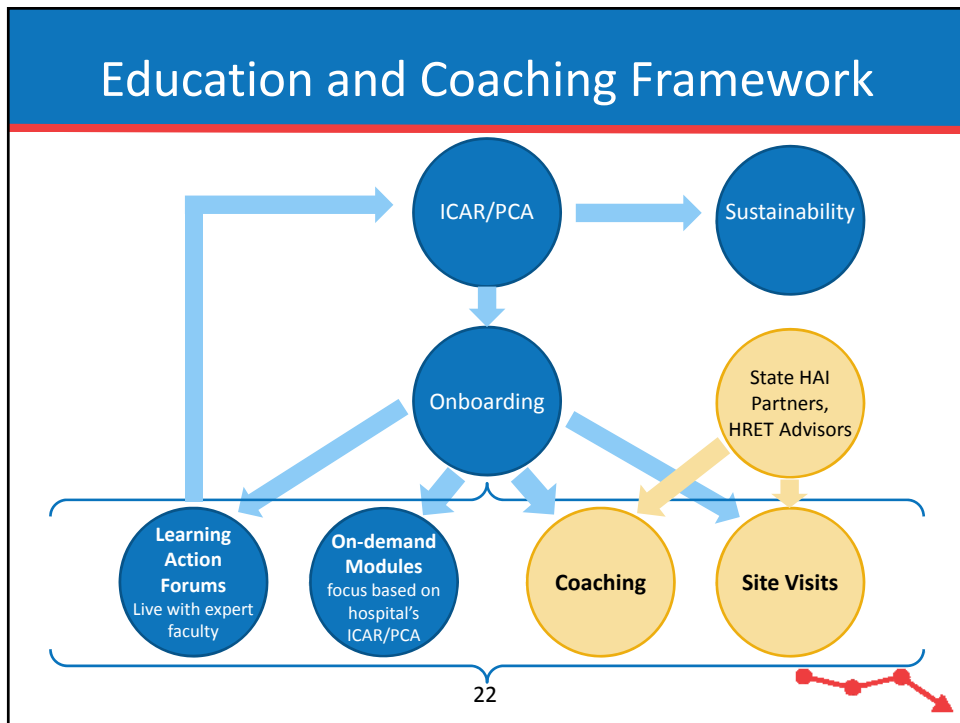 Education and Coaching Framework
ICAR/PCA
Sustainability
Onboarding
State HAI
Partners,
HRET Advisors
Learning
Action
Forums
Live with expert
faculty
On-demand
Modules
focus based on
hospital's
ICAR/PCA
Coaching
Site Visits
22